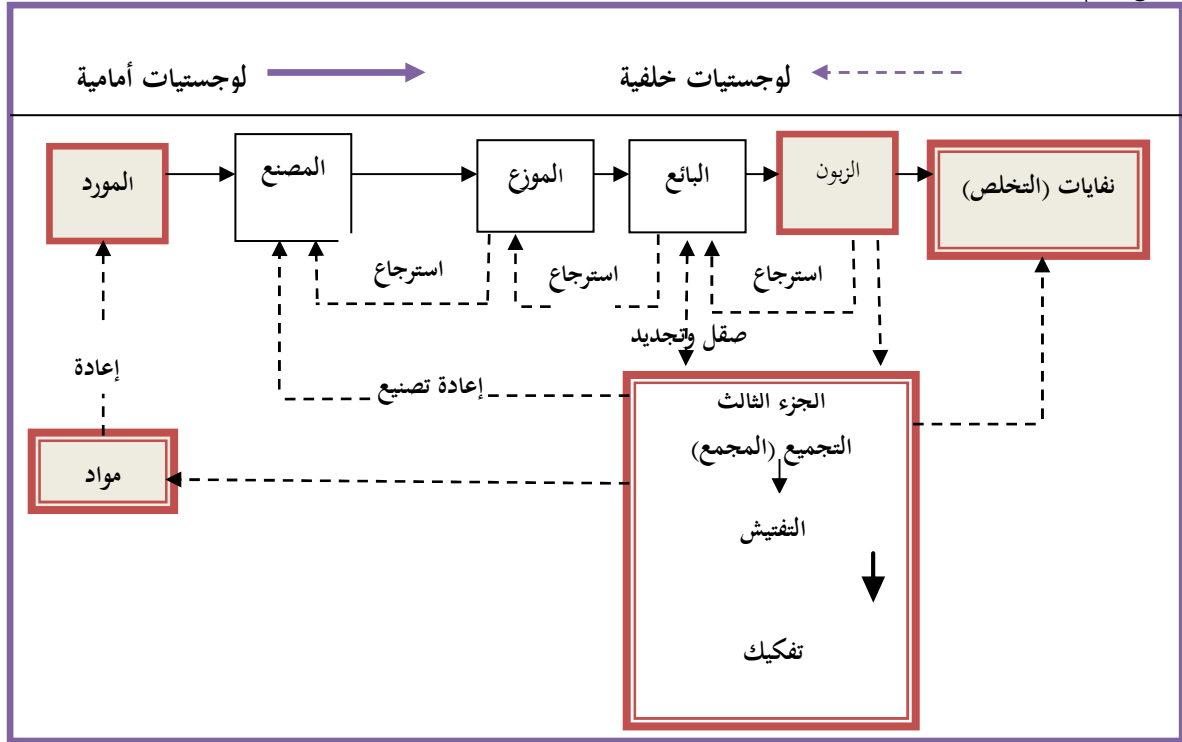 لوجستيات أمامية
لوجستيات خلفية
المورد
المصنع
الموزع
البائع
الزبون
نفايات (التخلص)
استرجاع
استرجاع
استرجاع
صقل وتجديد
إعادة
إعادة تصنيع
الجزء الثالث
التجميع (المجمع)
مواد
التفتيش
تفكيك